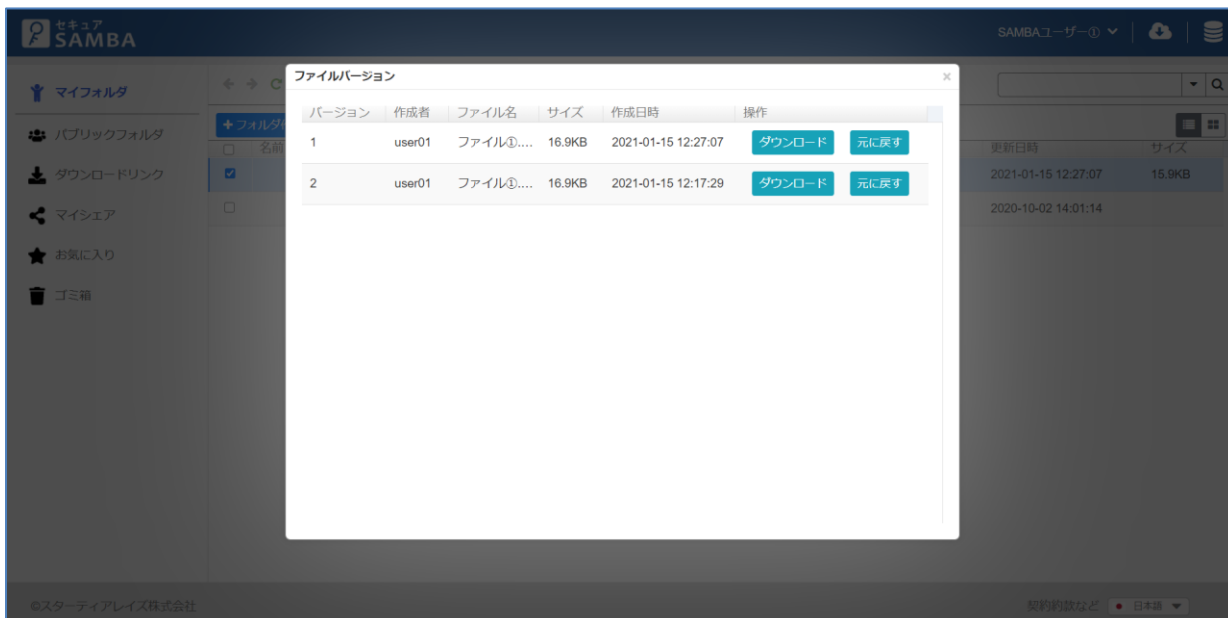 セキュア
SAMBA
SAMBAユーザー①
マイフォルダ
パブリックフォルダ
ダウンロードリンク
マイシェア
お気に入り
ゴミ箱
+フォルダ
名前
更新日時 サイズ
2021-01-15 12:27:07 15.9KB
2020-10-02 14:01:14
ファイルバージョン ×
バージョン 作成者 ファイル名 サイズ 作成日時 操作
1 user01 ファイル①.... 16.9KB 2021-01-15 12:27:07 ダウンロード 元に戻す
2 user01 ファイル①.... 16.9KB 2021-01-15 12:17:29 ダウンロード 元に戻す
©スターティアレイズ株式会社
契約約款など 日本語